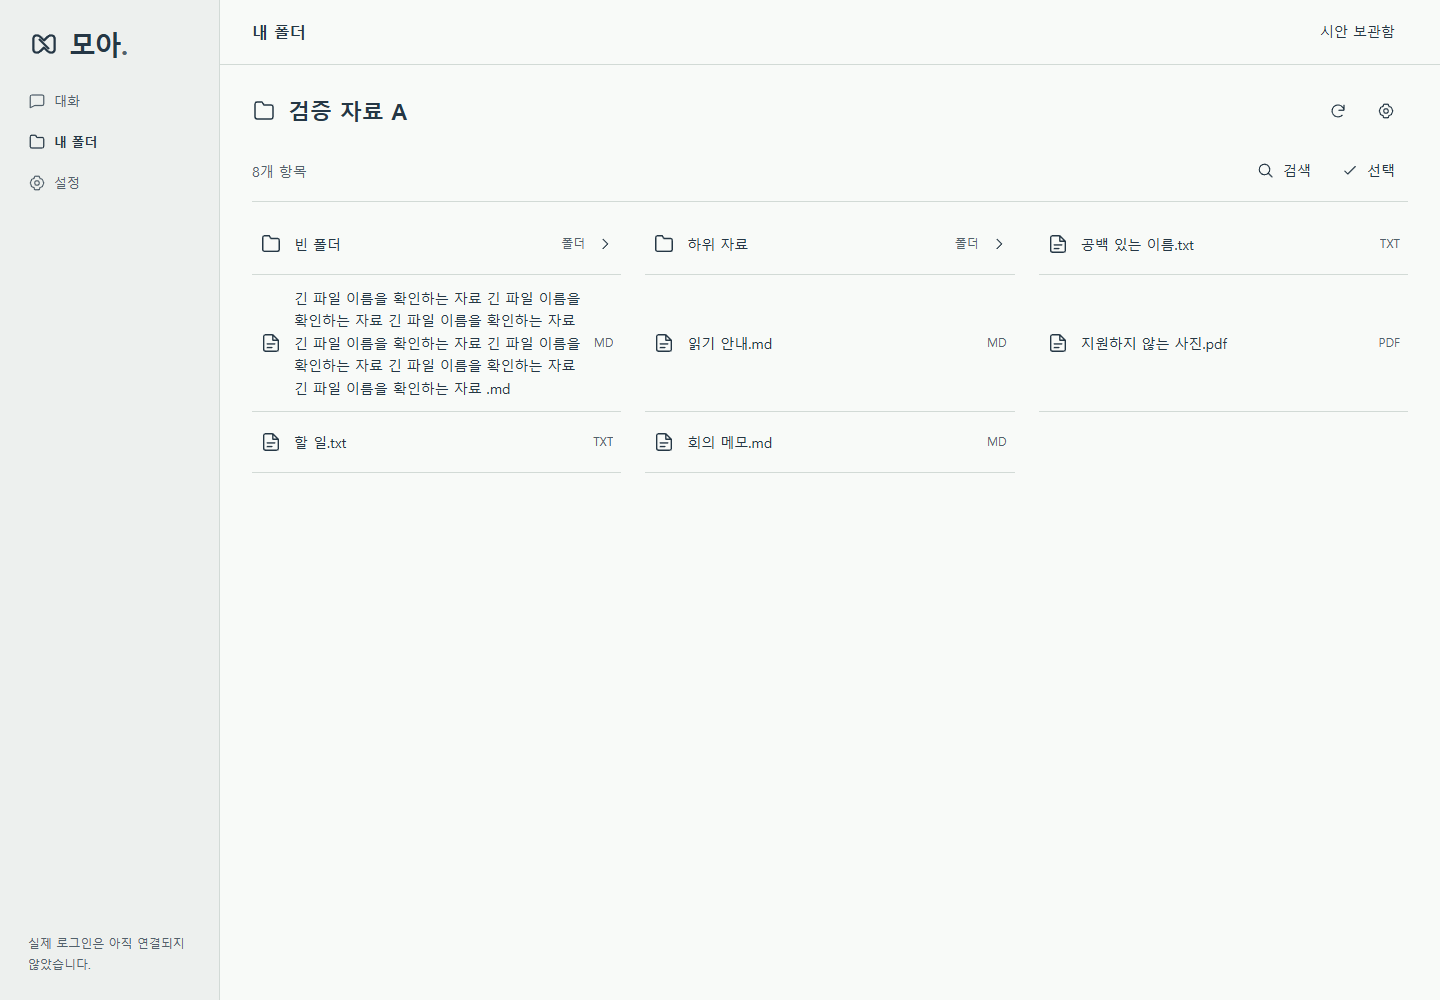 모아.
대화
내 폴더
설정
실제 로그인은 아직 연결되지
않았습니다.
내 폴더
시안 보관함
검증 자료 A
8개 항목
검색
선택
빈 폴더
폴더
하위 자료
폴더
공백 있는 이름.txt
TXT
긴 파일 이름을 확인하는 자료 긴 파일 이름을
확인하는 자료 긴 파일 이름을 확인하는 자료
긴 파일 이름을 확인하는 자료 긴 파일 이름을
확인하는 자료 긴 파일 이름을 확인하는 자료
긴 파일 이름을 확인하는 자료 .md
MD
읽기 안내.md
MD
지원하지 않는 사진.pdf
PDF
할 일.txt
TXT
회의 메모.md
MD